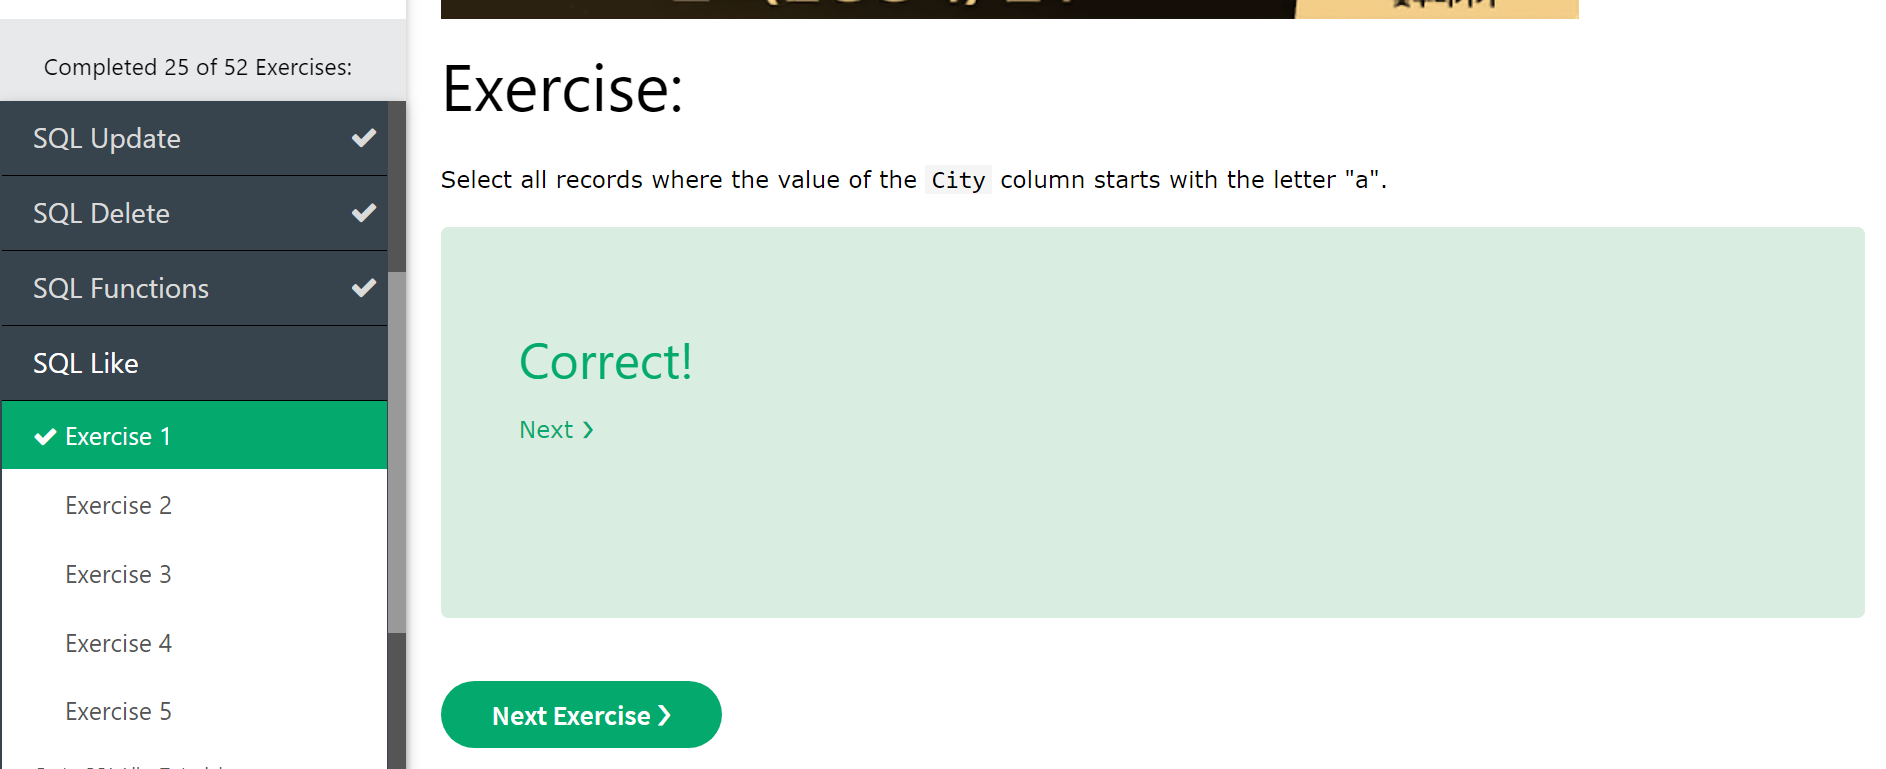 Completed 25 of 52 Exercises:
SQL Update
SQL Delete
SQL Functions
SQL Like
Exercise 1
Exercise 2
Exercise 3
Exercise 4
Exercise 5
Exercise:
Select all records where the value of the City column starts with the letter "a".
Correct!
Next ❯
Next Exercise ❯